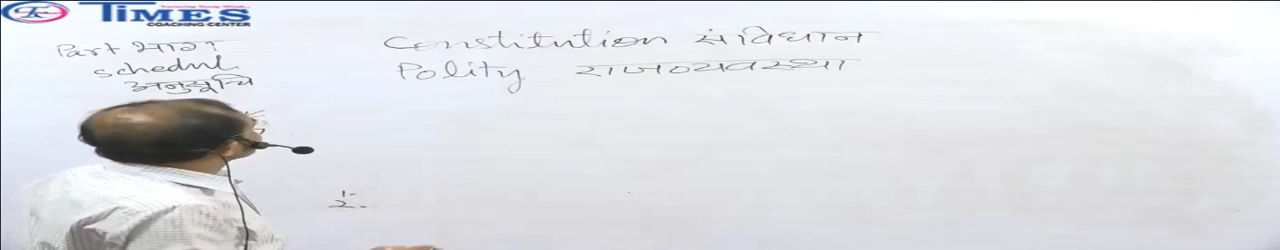 TIMES
COACHING CENTER
Constitution संविधान
Polity राजव्यवस्था
Part भाग
Schedul
अनुसूचि